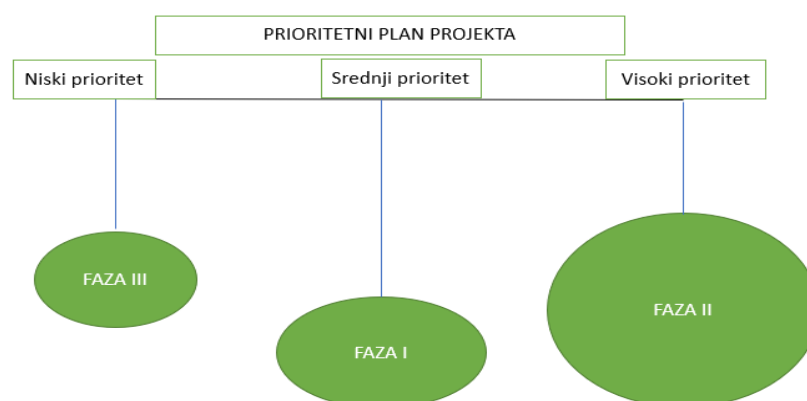 PRIORITETNI PLAN PROJEKTA
Niski prioritet
Srednji prioritet
Visoki prioritet
FAZA III
FAZA I
FAZA II